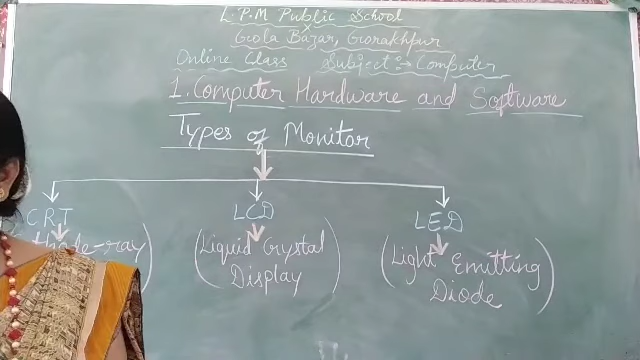 L.P.M Public School
Gola Bazar, Gorakhpur
Online Class Subject:→ Computer
1. Computer Hardware and Software
Types of Monitor
CRT LCD LED
ray) (Liquid Crystal (Light Emitting
Display) Diode)